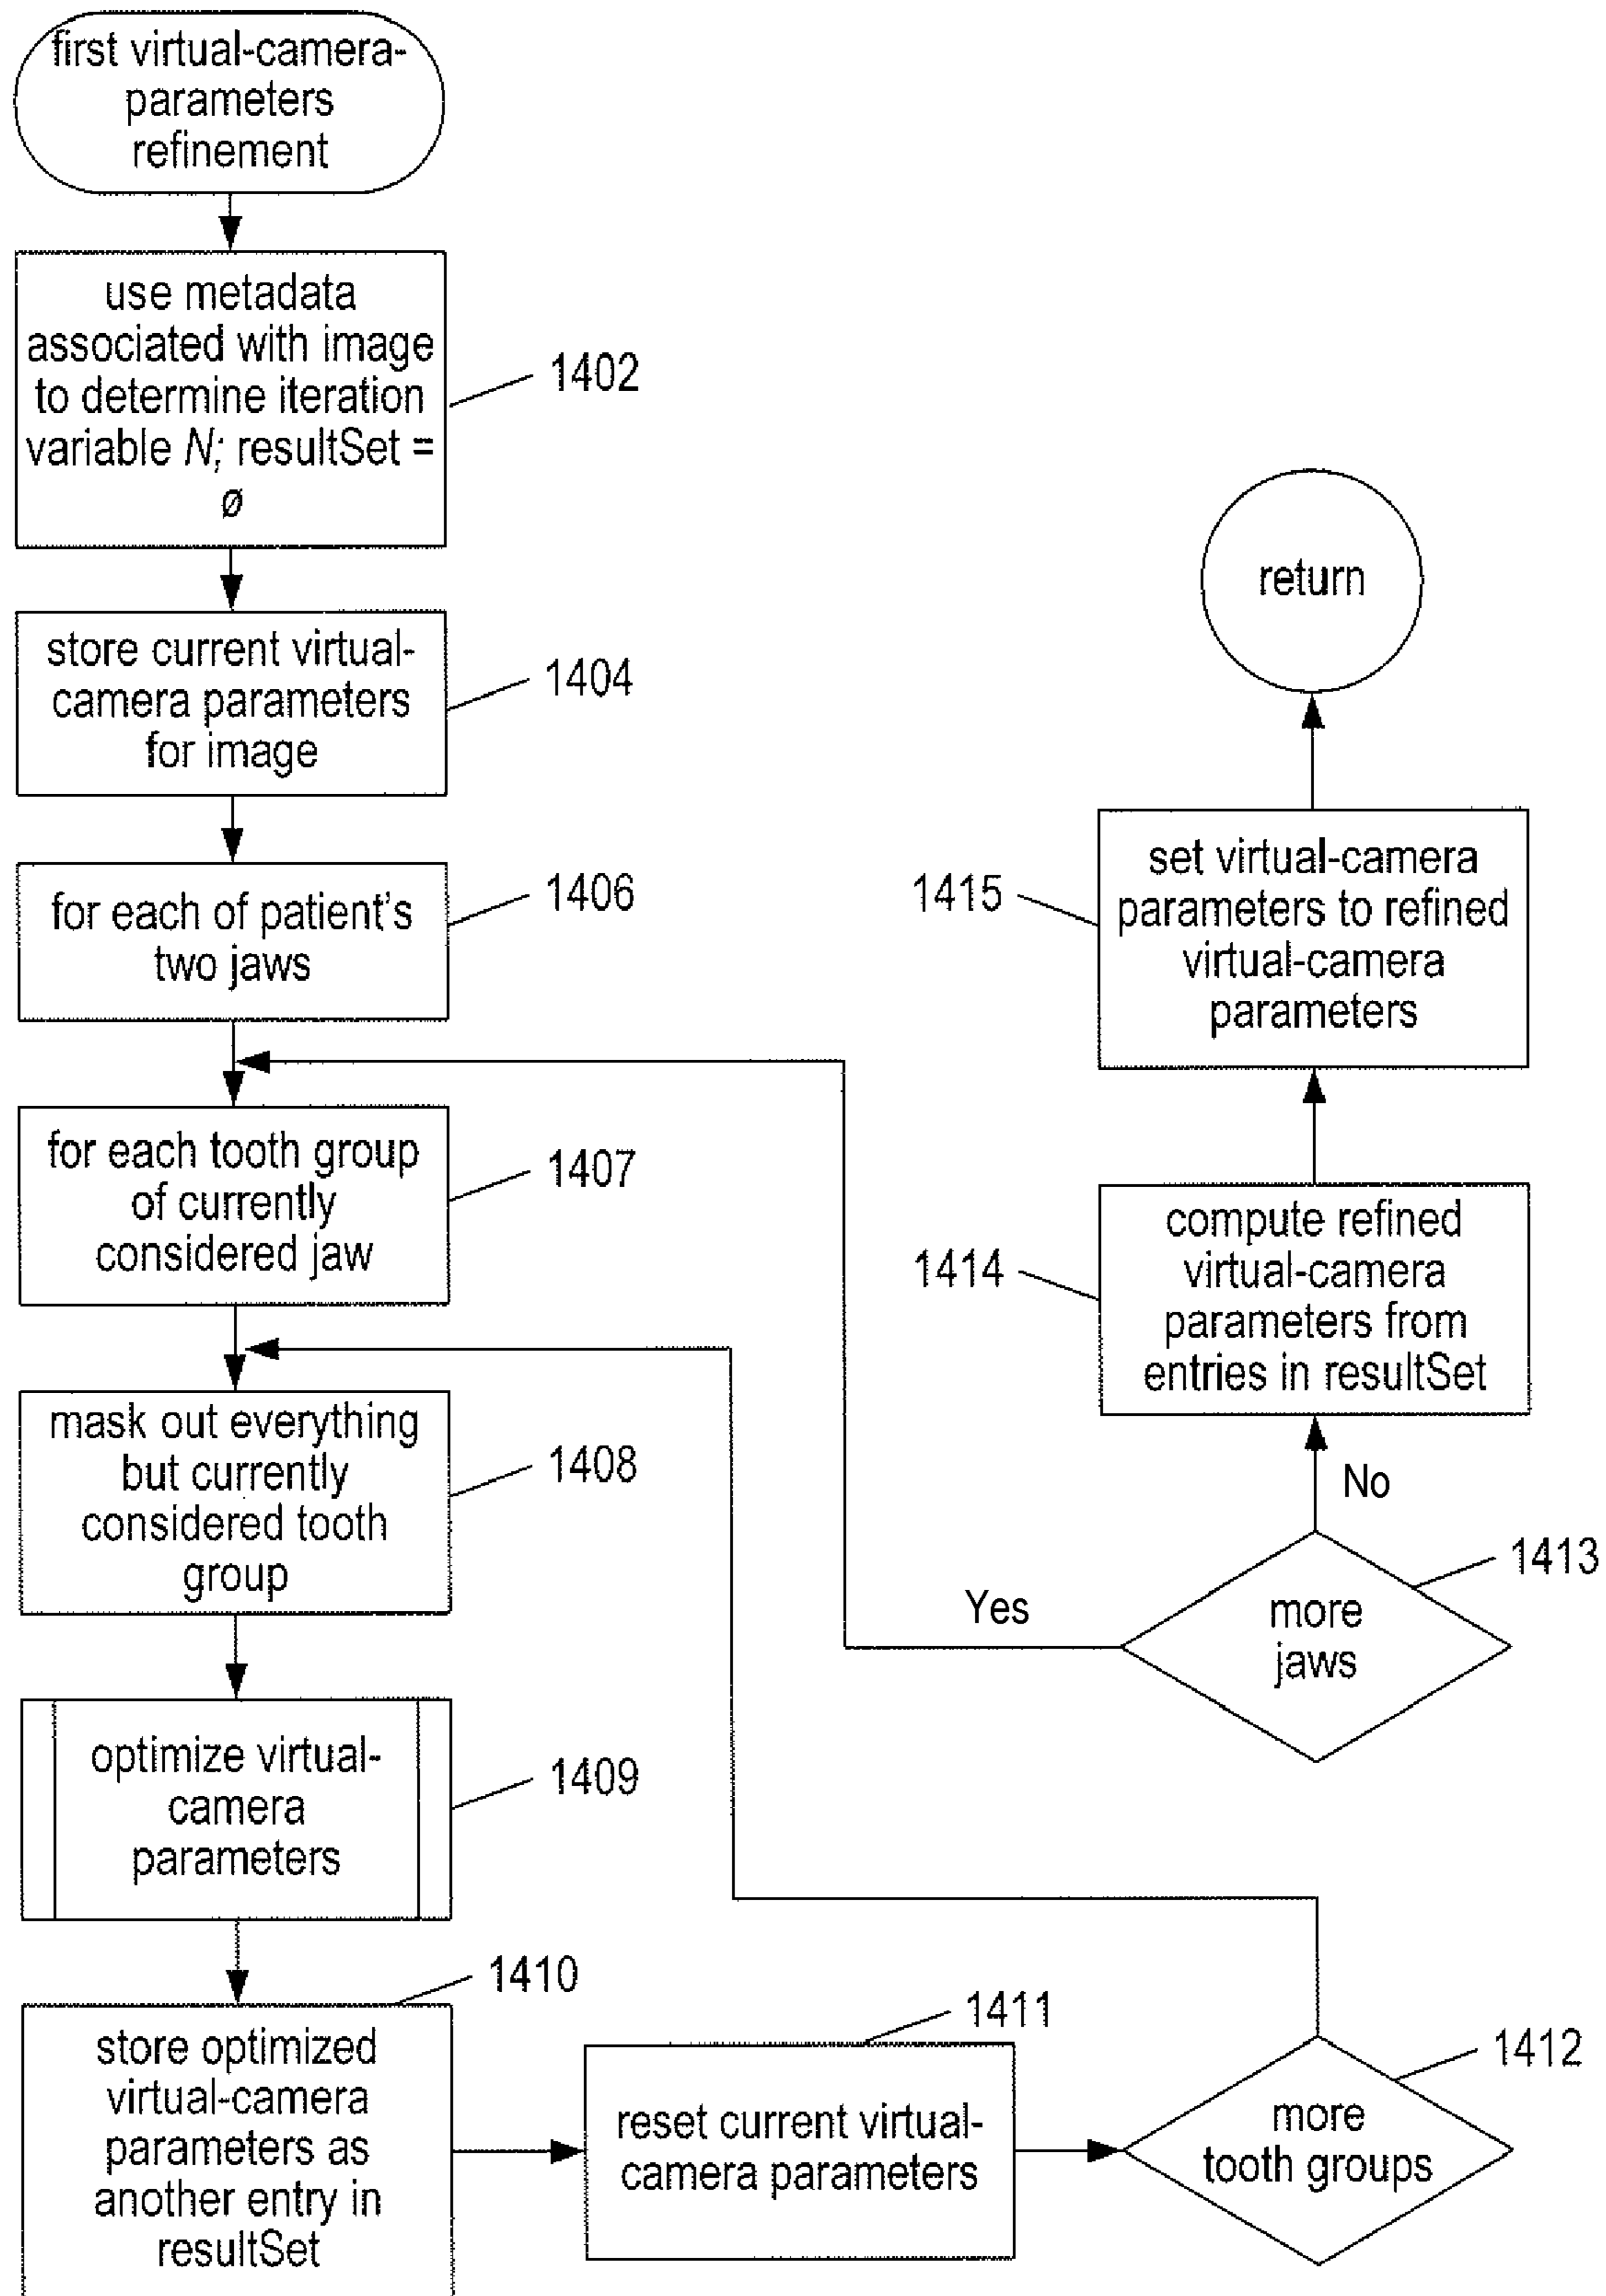 first virtual-camera-
parameters
refinement
use metadata
associated with image
to determine iteration
variable N; resultSet =
ø
1402
store current virtual-
camera parameters
for image
1404
for each of patient's
two jaws
1406
for each tooth group
of currently
considered jaw
1407
mask out everything
but currently
considered tooth
group
1408
optimize virtual-
camera
parameters
1409
store optimized
virtual-camera
parameters as
another entry in
resultSet
1410
reset current virtual-
camera parameters
1411
more
tooth groups
1412
more
jaws
1413
Yes
No
compute refined
virtual-camera
parameters from
entries in resultSet
1414
set virtual-camera
parameters to refined
virtual-camera
parameters
1415
return